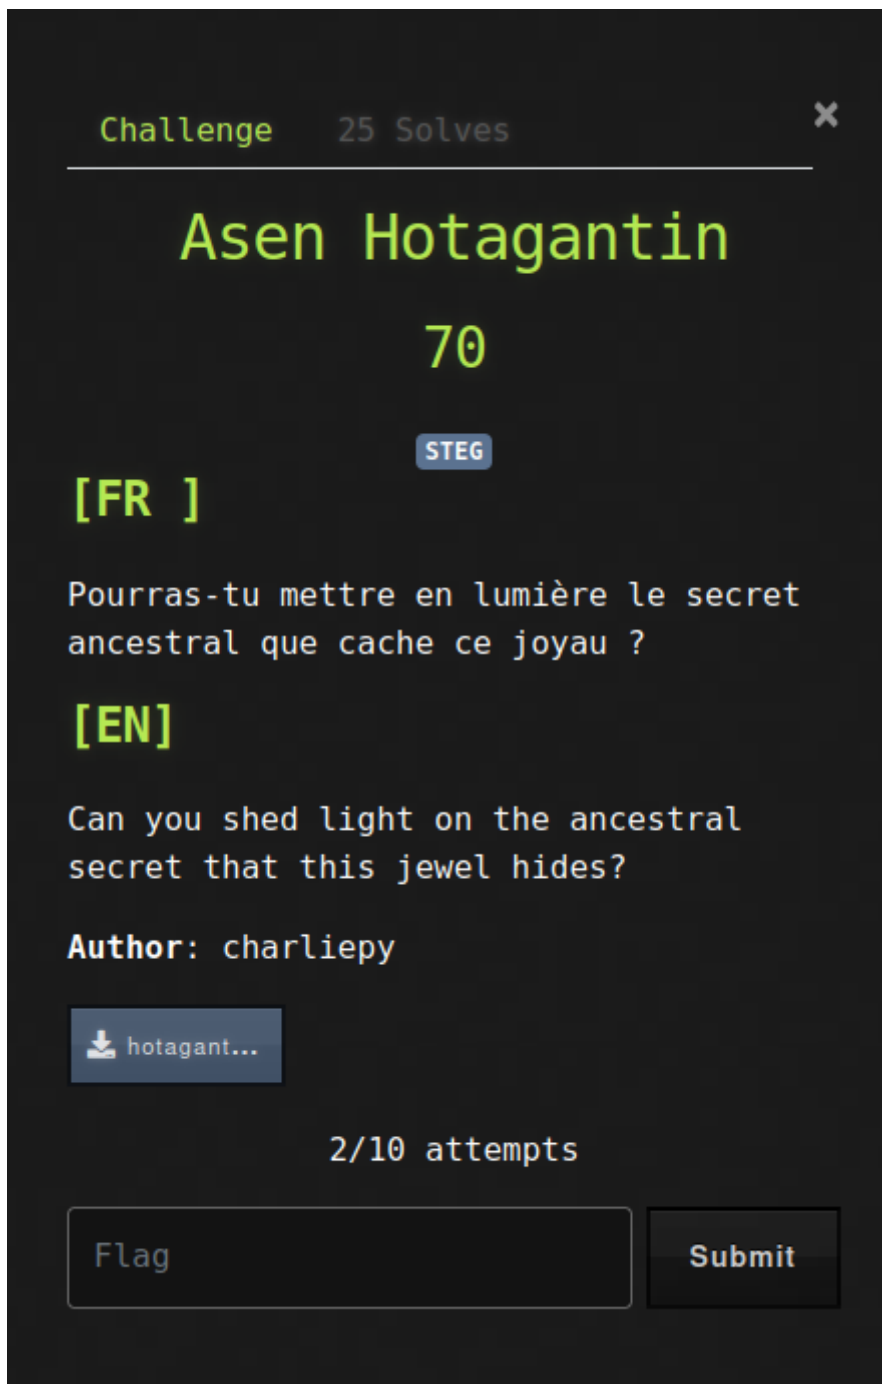 Challenge 25 Solves ×
Asen Hotagantin
70
STEG
[FR ]
Pourras-tu mettre en lumière le secret
ancestral que cache ce joyau ?
[EN]
Can you shed light on the ancestral
secret that this jewel hides?
Author: charliepy
hotagant...
2/10 attempts
Flag
Submit